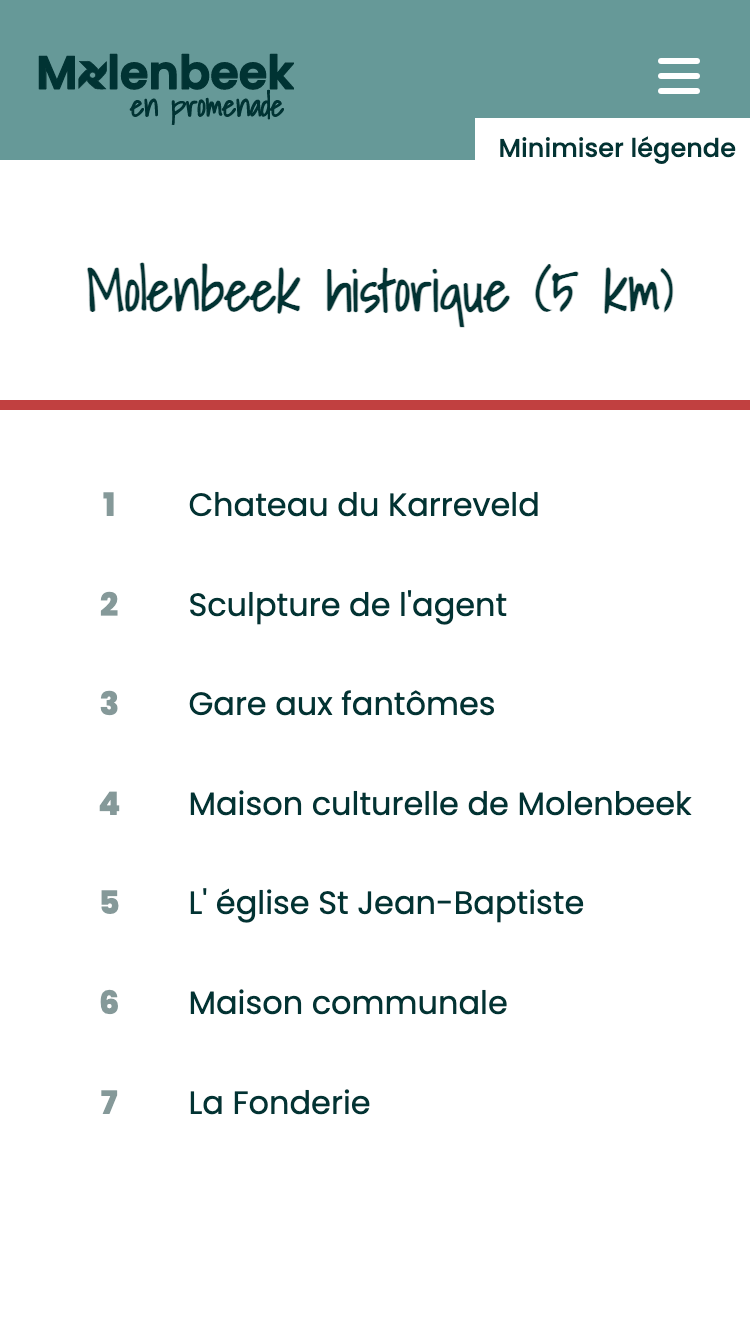 Molenbeek
en promenade
Minimiser légende
Molenbeek historique (5 km)
1 Chateau du Karreveld
2 Sculpture de l'agent
3 Gare aux fantômes
4 Maison culturelle de Molenbeek
5 L' église St Jean-Baptiste
6 Maison communale
7 La Fonderie